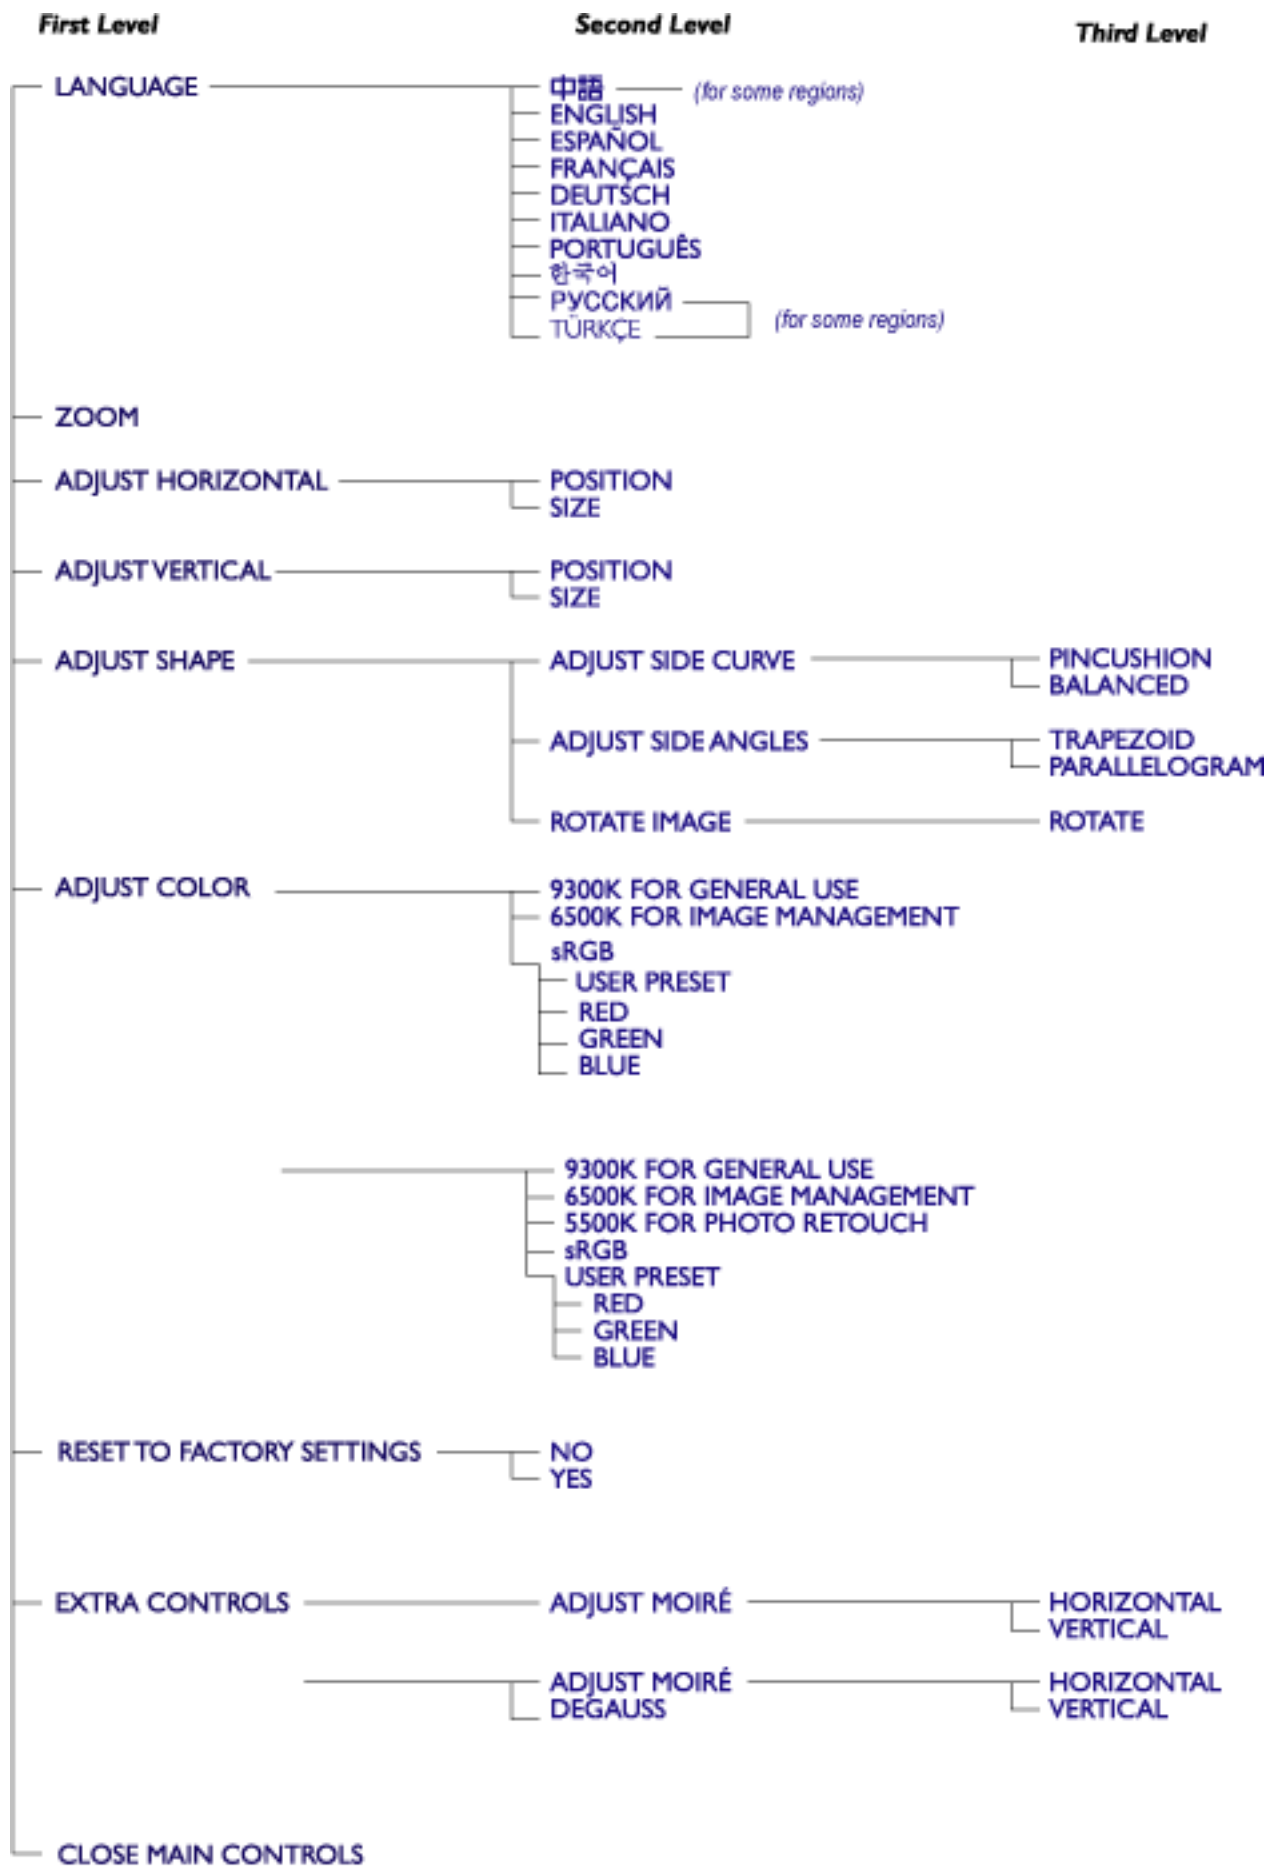 First Level Second Level Third Level
LANGUAGE 中語 (for some regions)
ENGLISH
ESPAÑOL
FRANÇAIS
DEUTSCH
ITALIANO
PORTUGUÊS
한국어
РУССКИЙ
TÜRKÇE (for some regions)
ZOOM
ADJUST HORIZONTAL POSITION
SIZE
ADJUST VERTICAL POSITION
SIZE
ADJUST SHAPE ADJUST SIDE CURVE PINCUSHION
BALANCED
ADJUST SIDE ANGLES TRAPEZOID
PARALLELOGRAM
ROTATE IMAGE ROTATE
ADJUST COLOR 9300K FOR GENERAL USE
6500K FOR IMAGE MANAGEMENT
sRGB
USER PRESET
RED
GREEN
BLUE
9300K FOR GENERAL USE
6500K FOR IMAGE MANAGEMENT
5500K FOR PHOTO RETOUCH
sRGB
USER PRESET
RED
GREEN
BLUE
RESET TO FACTORY SETTINGS NO
YES
EXTRA CONTROLS ADJUST MOIRÉ HORIZONTAL
VERTICAL
ADJUST MOIRÉ HORIZONTAL
DEGAUSS VERTICAL
CLOSE MAIN CONTROLS